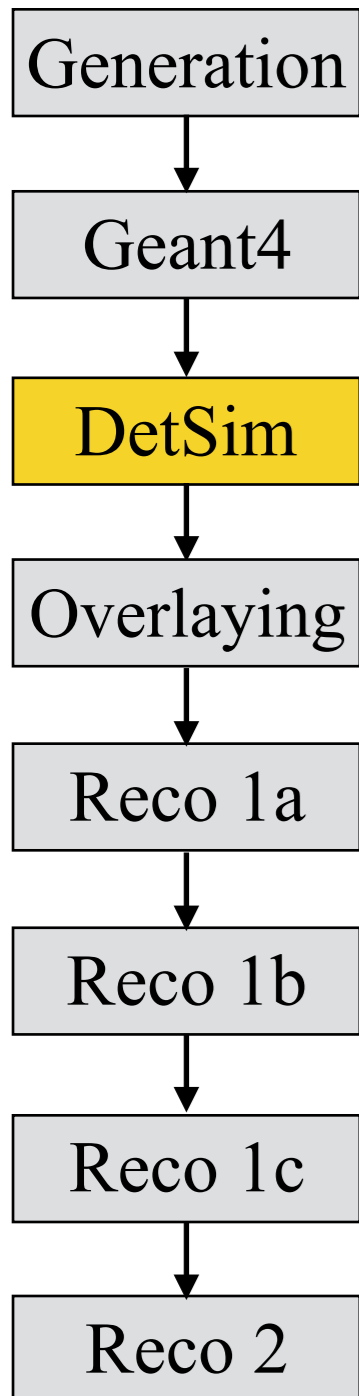 Generation
Geant4
DetSim
Overlaying
Reco 1a
Reco 1b
Reco 1c
Reco 2